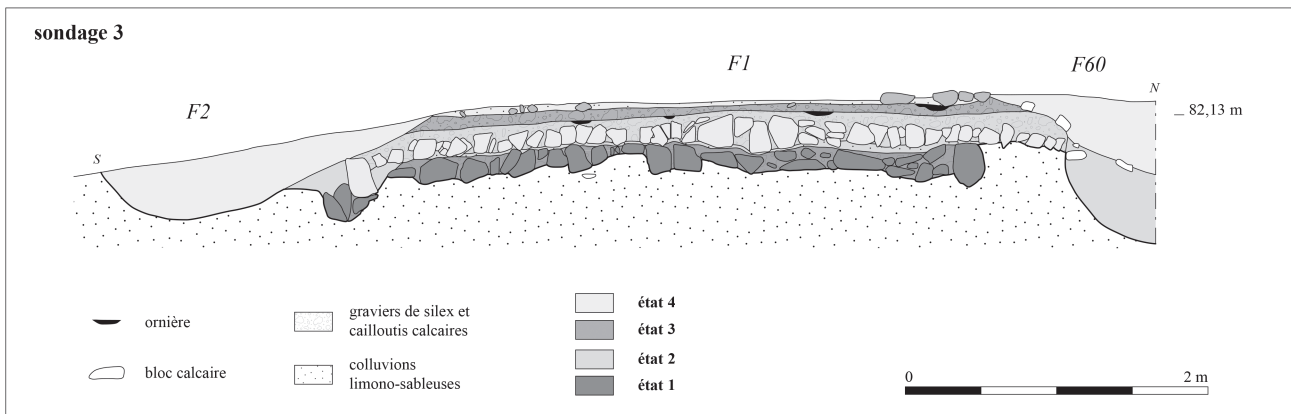 sondage 3
F2
F1
F60
S
N
82,13 m
ornière
bloc calcaire
graviers de silex et
cailloutis calcaires
colluvions
limono-sableuses
état 4
état 3
état 2
état 1
0
2 m